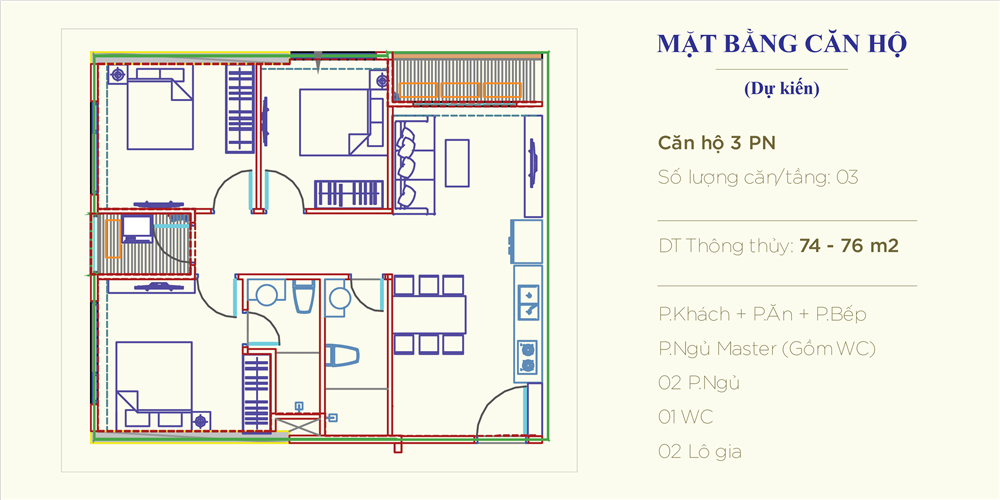 MẶT BẰNG CĂN HỘ
(Dự kiến)
Căn hộ 3 PN
Số lượng căn/tầng: 03
DT Thông thủy: 74 - 76 m2
P.Khách + P.Ăn + P.Bếp
P.Ngủ Master (Gồm WC)
02 P.Ngủ
01 WC
02 Lô gia